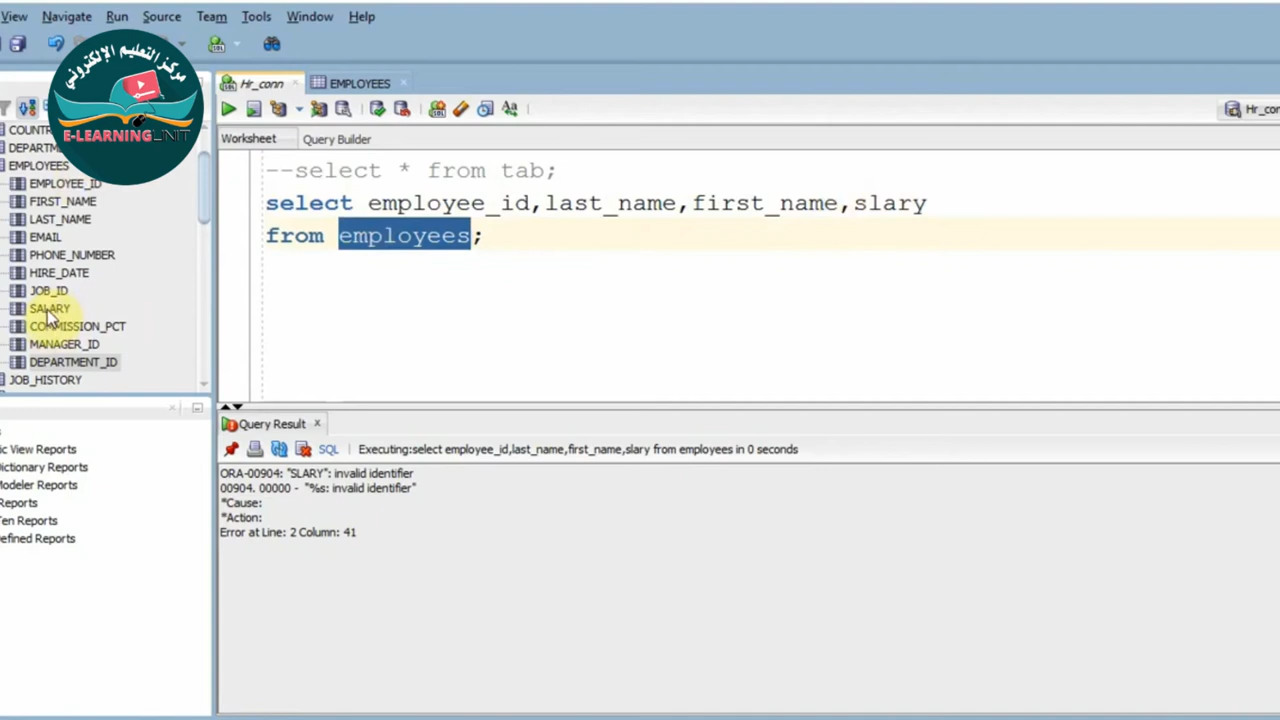 View Navigate Run Source Team Tools Window Help
مركز التعليم الإلكتروني
E-LEARNING UNIT
Hr_conn
EMPLOYEES
Hr_con
Worksheet Query Builder
COUNTR
DEPARTM
EMPLOYEES
EMPLOYEE_ID
FIRST_NAME
LAST_NAME
EMAIL
PHONE_NUMBER
HIRE_DATE
JOB_ID
SALARY
COMMISSION_PCT
MANAGER_ID
DEPARTMENT_ID
JOB_HISTORY
--select * from tab;
select employee_id,last_name,first_name,slary
from employees;
ic View Reports
Dictionary Reports
Modeler Reports
Reports
Ten Reports
efined Reports
Query Result
SQL | Executing:select employee_id,last_name,first_name,slary from employees in 0 seconds
ORA-00904: "SLARY": invalid identifier
00904. 00000 - "%s: invalid identifier"
*Cause:
*Action:
Error at Line: 2 Column: 41